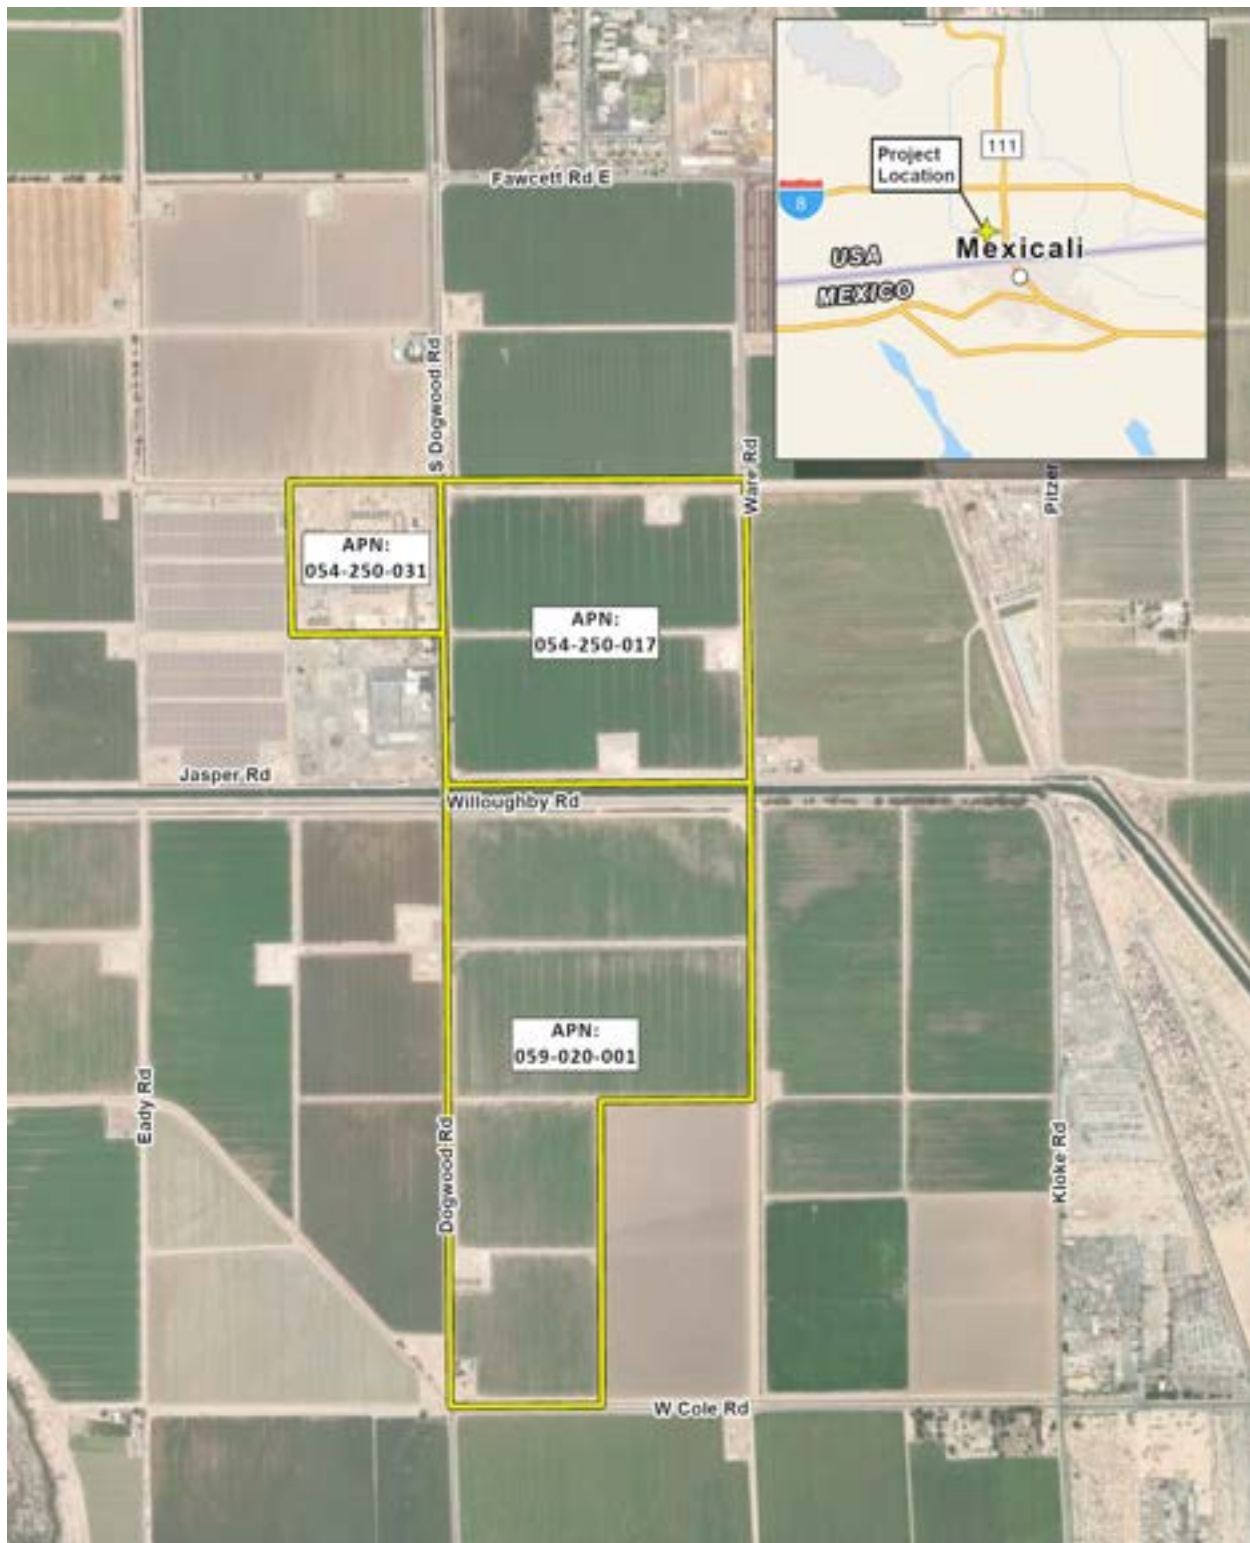 111
Project
Location
8
USA
Mexicali
MEXICO
Fawcett Rd E
S Dogwood Rd
Ware Rd
Pitzer
APN:
054-250-031
APN:
054-250-017
Jasper Rd
Willoughby Rd
APN:
059-020-001
Eady Rd
Dogwood Rd
Kloke Rd
W Cole Rd